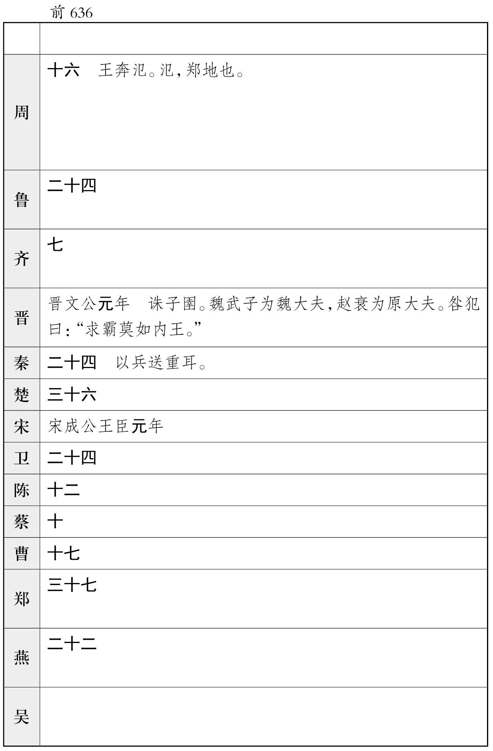 前 636
周 十六 王奔氾。氾，郑地也。
鲁 二十四
齐 七
晋 晋文公元年 诛子圉。魏武子为魏大夫，赵衰为原大夫。咎犯
曰：“求霸莫如内王。”
秦 二十四 以兵送重耳。
楚 三十六
宋 宋成公王臣元年
卫 二十四
陈 十二
蔡 十
曹 十七
郑 三十七
燕 二十二
吴